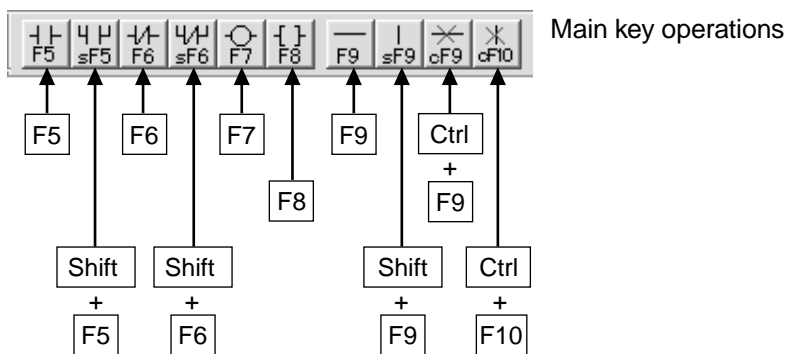 Main key operations
F5 sF5 F6 sF6 F7 F8 F9 sF9 cF9 cF10
F5 F6 F7 F9 Ctrl
+
F8 F9
Shift Shift Shift Ctrl
+ + + +
F5 F6 F9 F10